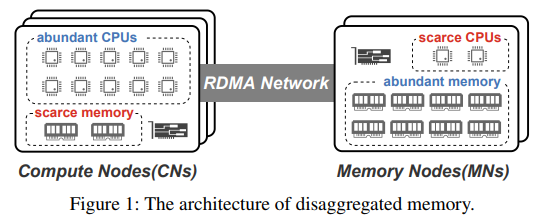 abundant CPUs
scarce memory
Compute Nodes(CNs)
RDMA Network
scarce CPUs
abundant memory
Memory Nodes(MNs)
Figure 1: The architecture of disaggregated memory.